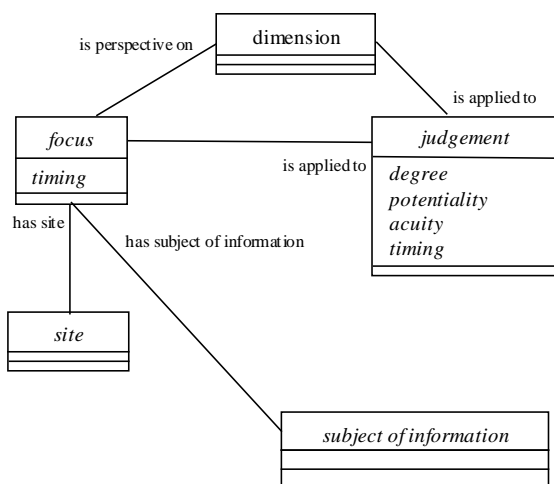 dimension
is perspective on
is applied to
focus
timing
judgement
is applied to
degree
potentiality
acuity
timing
has site
has subject of information
site
subject of information